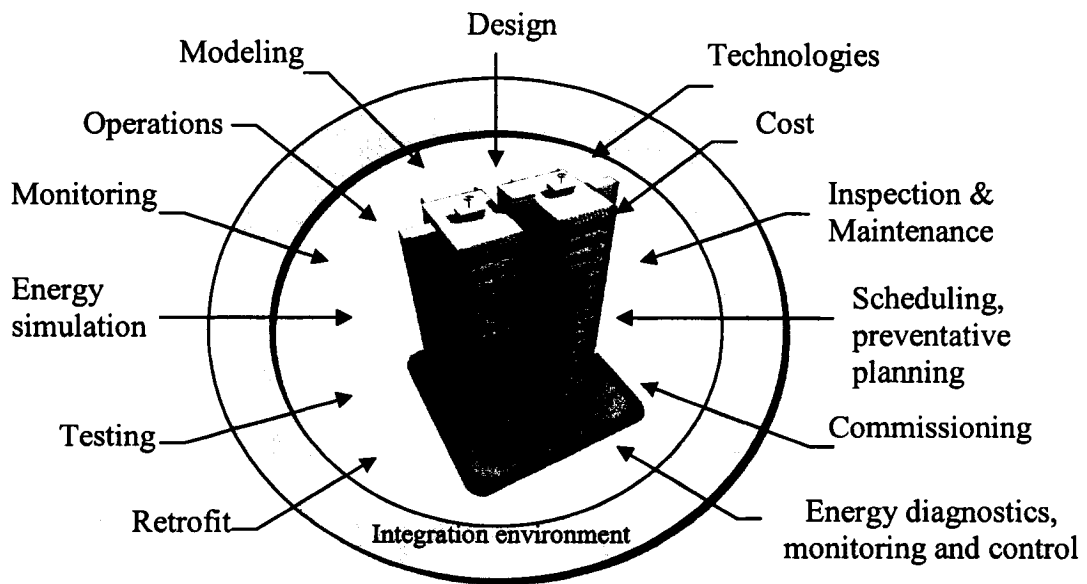 Design
Modeling
Technologies
Operations
Cost
Monitoring
Inspection &
Maintenance
Energy
simulation
Scheduling,
preventative
planning
Testing
Commissioning
Retrofit
Integration environment
Energy diagnostics,
monitoring and control